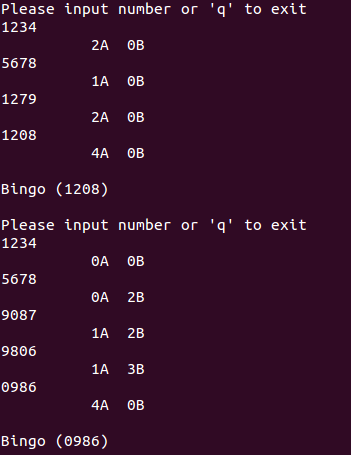 Please input number or 'q' to exit
1234
2A 0B
5678
1A 0B
1279
2A 0B
1208
4A 0B
Bingo (1208)
Please input number or 'q' to exit
1234
0A 0B
5678
0A 2B
9087
1A 2B
9806
1A 3B
0986
4A 0B
Bingo (0986)